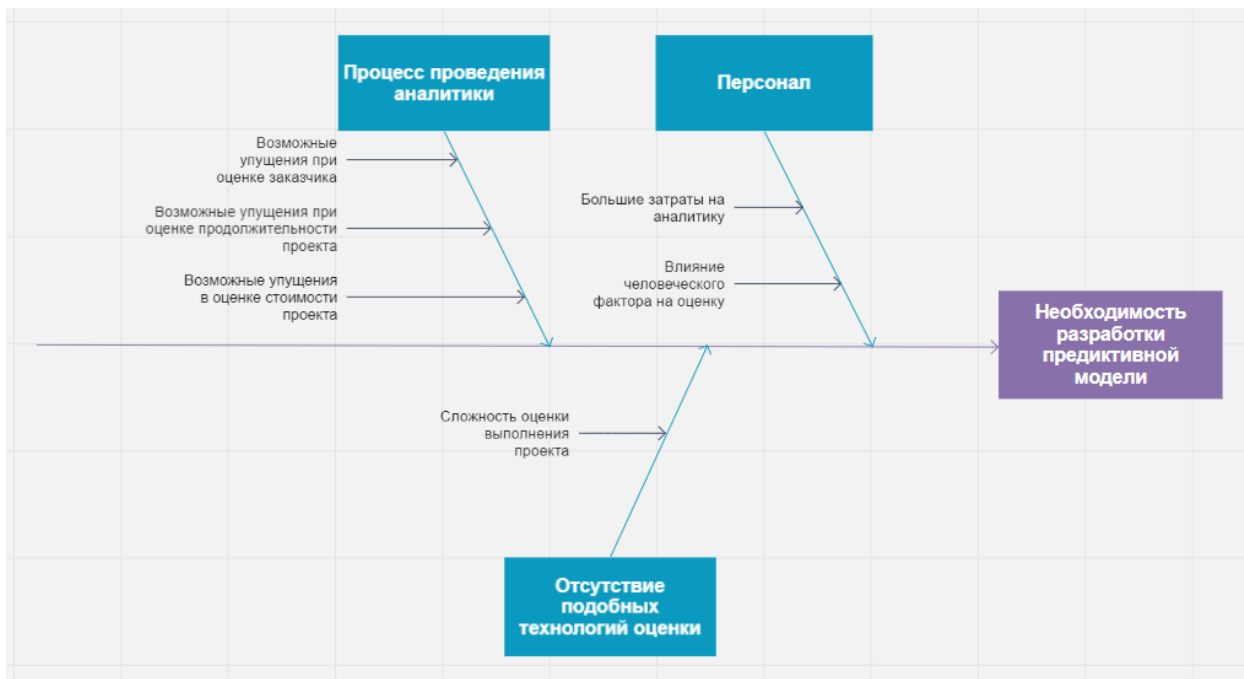 Процесс проведения
аналитики
Персонал
Возможные
упущения при
оценке заказчика
Возможные упущения при
оценке продолжительности
проекта
Возможные упущения
в оценке стоимости
проекта
Большие затраты на
аналитику
Влияние
человеческого
фактора на оценку
Необходимость
разработки
предиктивной
модели
Сложность оценки
выполнения
проекта
Отсутствие
подобных
технологий оценки